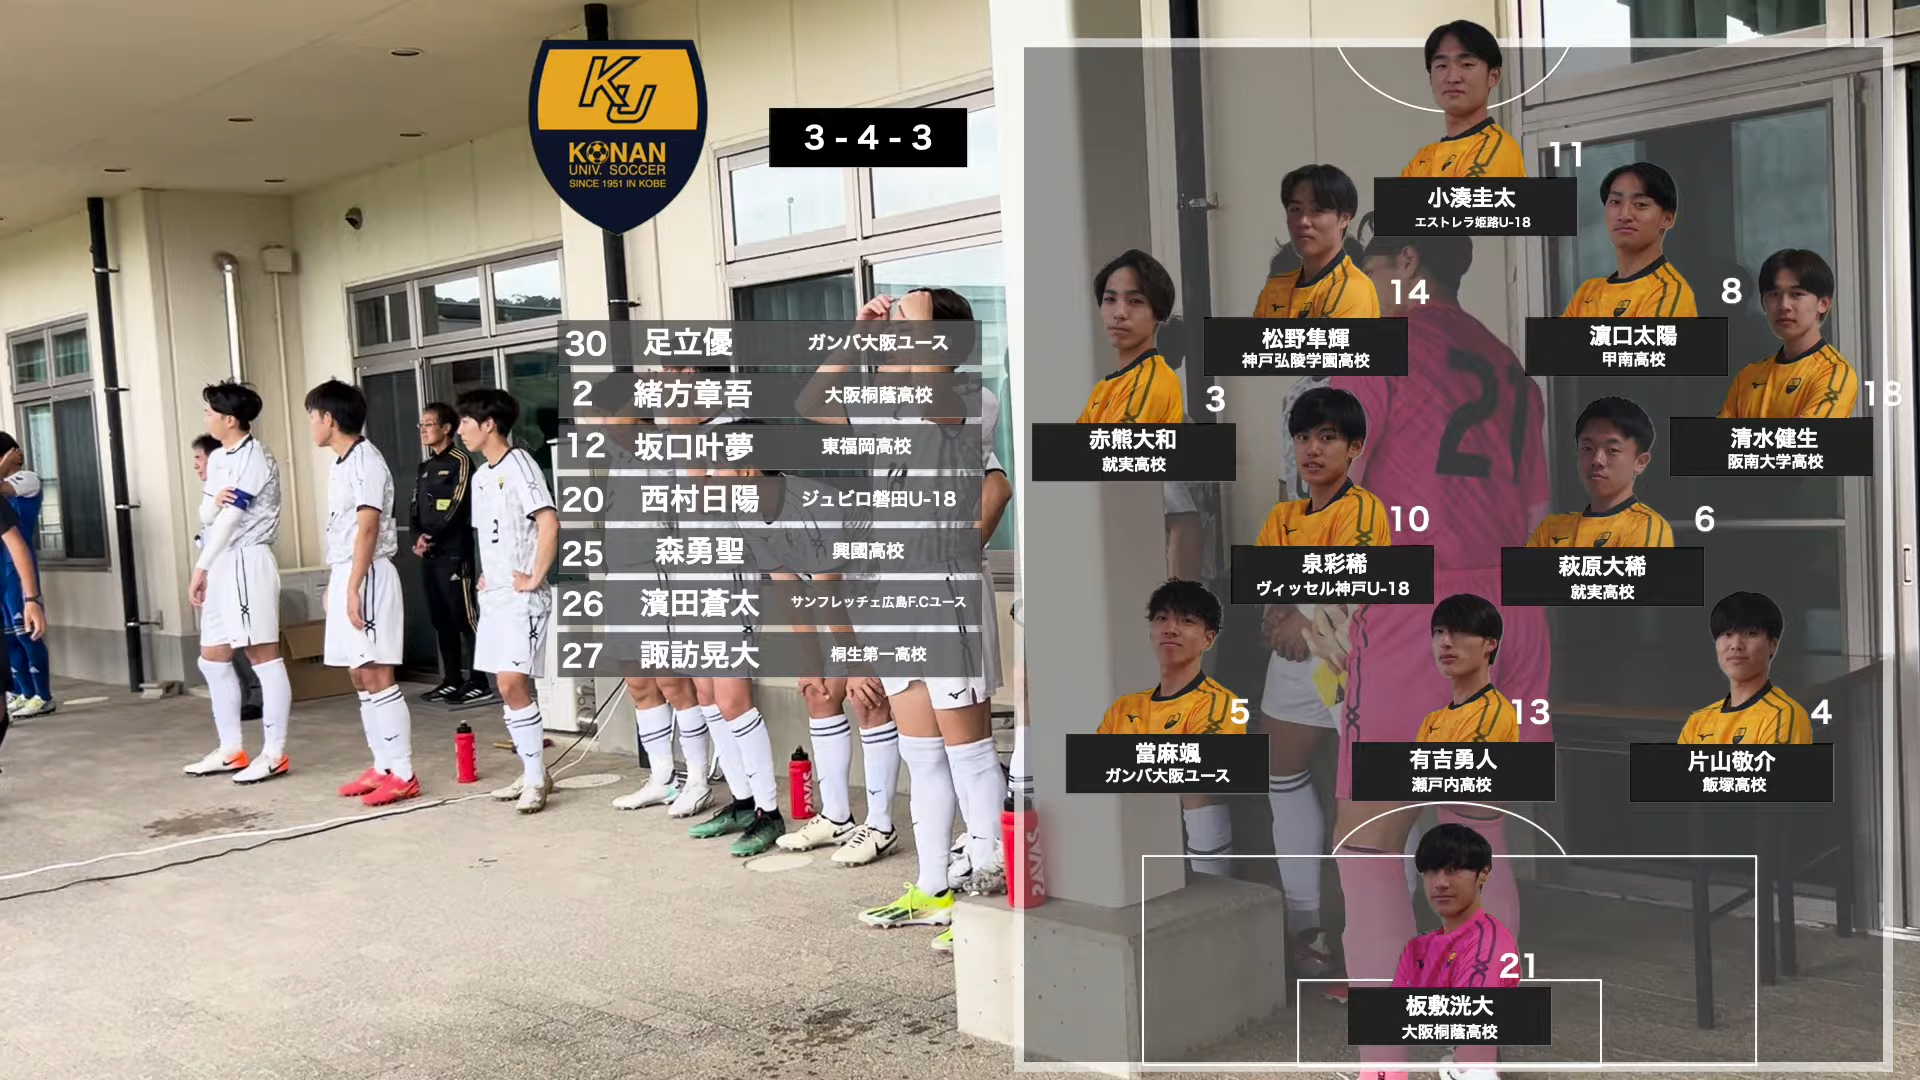 KU
KONAN
UNIV. SOCCER
SINCE 1951 IN KOBE
3-4-3
30 足立優 ガンバ大阪ユース
2 緒方章吾 大阪桐蔭高校
12 坂口叶夢 東福岡高校
20 西村日陽 ジュビロ磐田U-18
25 森勇聖 興國高校
26 濱田蒼太 サンフレッチェ広島F.Cユース
27 諏訪晃大 桐生第一高校
11
小湊圭太
エストレラ姫路U-18
14
松野隼輝
神戸弘陵学園高校
8
濵口太陽
甲南高校
3
赤熊大和
就実高校
18
清水健生
阪南大学高校
10
泉彩稀
ヴィッセル神戸U-18
6
萩原大稀
就実高校
5
當麻颯
ガンバ大阪ユース
13
有吉勇人
瀬戸内高校
4
片山敬介
飯塚高校
21
板敷洸大
大阪桐蔭高校
21
3
SAVAS
SAVAS